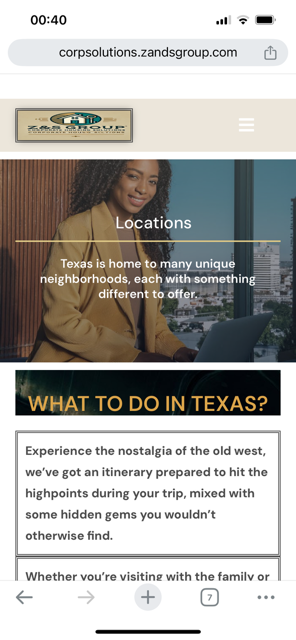 00:40
corpsolutions.zandsgroup.com
Z&S GROUP
Locations
Texas is home to many unique
neighborhoods, each with something
different to offer.
WHAT TO DO IN TEXAS?
Experience the nostalgia of the old west,
we’ve got an itinerary prepared to hit the
highpoints during your trip, mixed with
some hidden gems you wouldn’t
otherwise find.
Whether you’re visiting with the family or
7